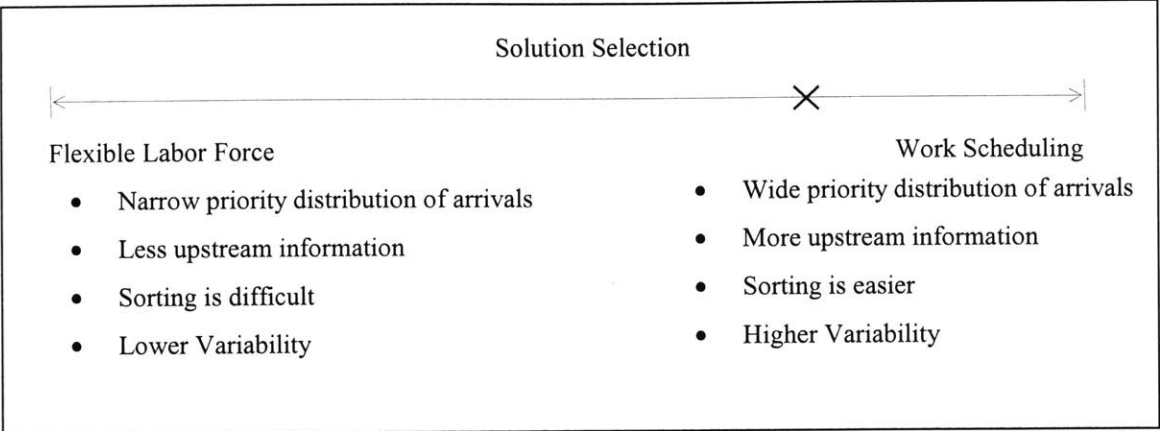 Solution Selection
Flexible Labor Force
• Narrow priority distribution of arrivals
• Less upstream information
• Sorting is difficult
• Lower Variability
Work Scheduling
• Wide priority distribution of arrivals
• More upstream information
• Sorting is easier
• Higher Variability